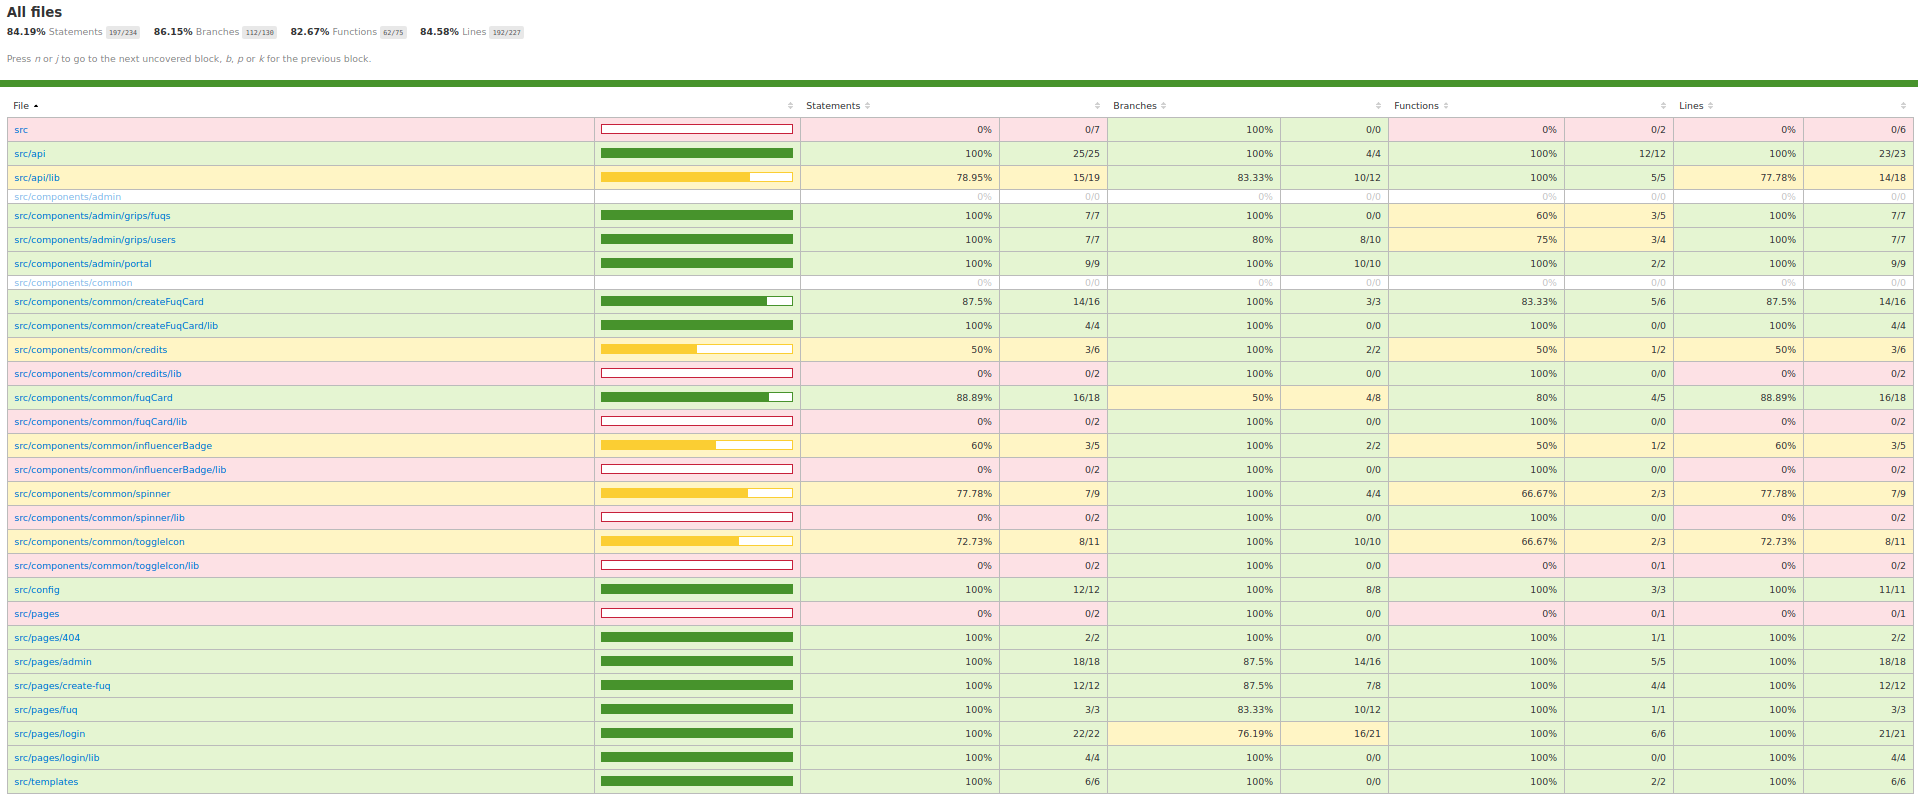 All files
84.19% Statements 197/234 86.15% Branches 112/130 82.67% Functions 62/75 84.58% Lines 192/227
Press n or j to go to the next uncovered block, b, p or k for the previous block.
File Statements Branches Functions Lines
src 0% 0/7 100% 0/0 0% 0/2 0% 0/6
src/api 100% 25/25 100% 4/4 100% 12/12 100% 23/23
src/api/lib 78.95% 15/19 83.33% 10/12 100% 5/5 77.78% 14/18
src/components/admin 0% 0/0 0% 0/0 0% 0/0 0% 0/0
src/components/admin/grips/fuqs 100% 7/7 100% 0/0 60% 3/5 100% 7/7
src/components/admin/grips/users 100% 7/7 80% 8/10 75% 3/4 100% 7/7
src/components/admin/portal 100% 9/9 100% 10/10 100% 2/2 100% 9/9
src/components/common 0% 0/0 0% 0/0 0% 0/0 0% 0/0
src/components/common/createFuqCard 87.5% 14/16 100% 3/3 83.33% 5/6 87.5% 14/16
src/components/common/createFuqCard/lib 100% 4/4 100% 0/0 100% 0/0 100% 4/4
src/components/common/credits 50% 3/6 100% 2/2 50% 1/2 50% 3/6
src/components/common/credits/lib 0% 0/2 100% 0/0 100% 0/0 0% 0/2
src/components/common/fuqCard 88.89% 16/18 50% 4/8 80% 4/5 88.89% 16/18
src/components/common/fuqCard/lib 0% 0/2 100% 0/0 100% 0/0 0% 0/2
src/components/common/influencerBadge 60% 3/5 100% 2/2 50% 1/2 60% 3/5
src/components/common/influencerBadge/lib 0% 0/2 100% 0/0 100% 0/0 0% 0/2
src/components/common/spinner 77.78% 7/9 100% 4/4 66.67% 2/3 77.78% 7/9
src/components/common/spinner/lib 0% 0/2 100% 0/0 100% 0/0 0% 0/2
src/components/common/toggleIcon 72.73% 8/11 100% 10/10 66.67% 2/3 72.73% 8/11
src/components/common/toggleIcon/lib 0% 0/2 100% 0/0 0% 0/1 0% 0/2
src/config 100% 12/12 100% 8/8 100% 3/3 100% 11/11
src/pages 0% 0/2 100% 0/0 0% 0/1 0% 0/1
src/pages/404 100% 2/2 100% 0/0 100% 1/1 100% 2/2
src/pages/admin 100% 18/18 87.5% 14/16 100% 5/5 100% 18/18
src/pages/create-fuq 100% 12/12 87.5% 7/8 100% 4/4 100% 12/12
src/pages/fuq 100% 3/3 83.33% 10/12 100% 1/1 100% 3/3
src/pages/login 100% 22/22 76.19% 16/21 100% 6/6 100% 21/21
src/pages/login/lib 100% 4/4 100% 0/0 100% 0/0 100% 4/4
src/templates 100% 6/6 100% 0/0 100% 2/2 100% 6/6